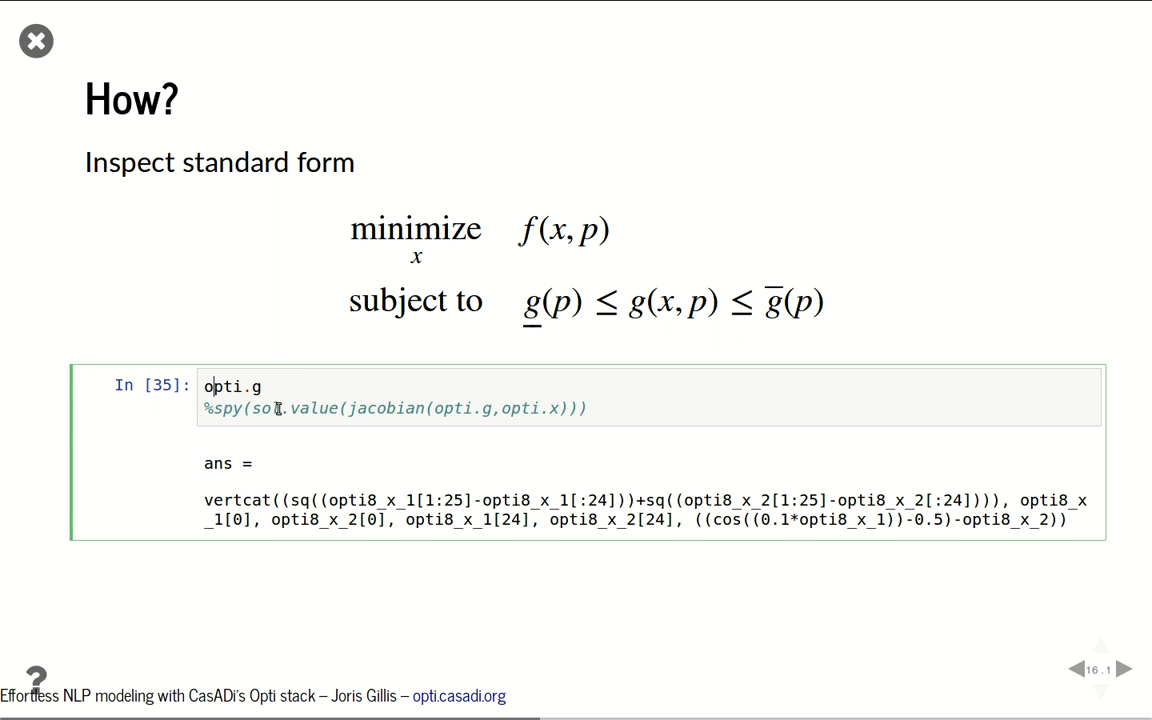 How?
Inspect standard form
minimize f(x, p)
x
subject to g(p) ≤ g(x, p) ≤ g̅(p)
In [35]: opti.g
%spy(sol.value(jacobian(opti.g,opti.x)))
ans =
vertcat((sq((opti8_x_1[1:25]-opti8_x_1[:24]))+sq((opti8_x_2[1:25]-opti8_x_2[:24]))), opti8_x
_1[0], opti8_x_2[0], opti8_x_1[24], opti8_x_2[24], ((cos((0.1*opti8_x_1))-0.5)-opti8_x_2))
?
16.1
Effortless NLP modeling with CasADi's Opti stack – Joris Gillis – opti.casadi.org